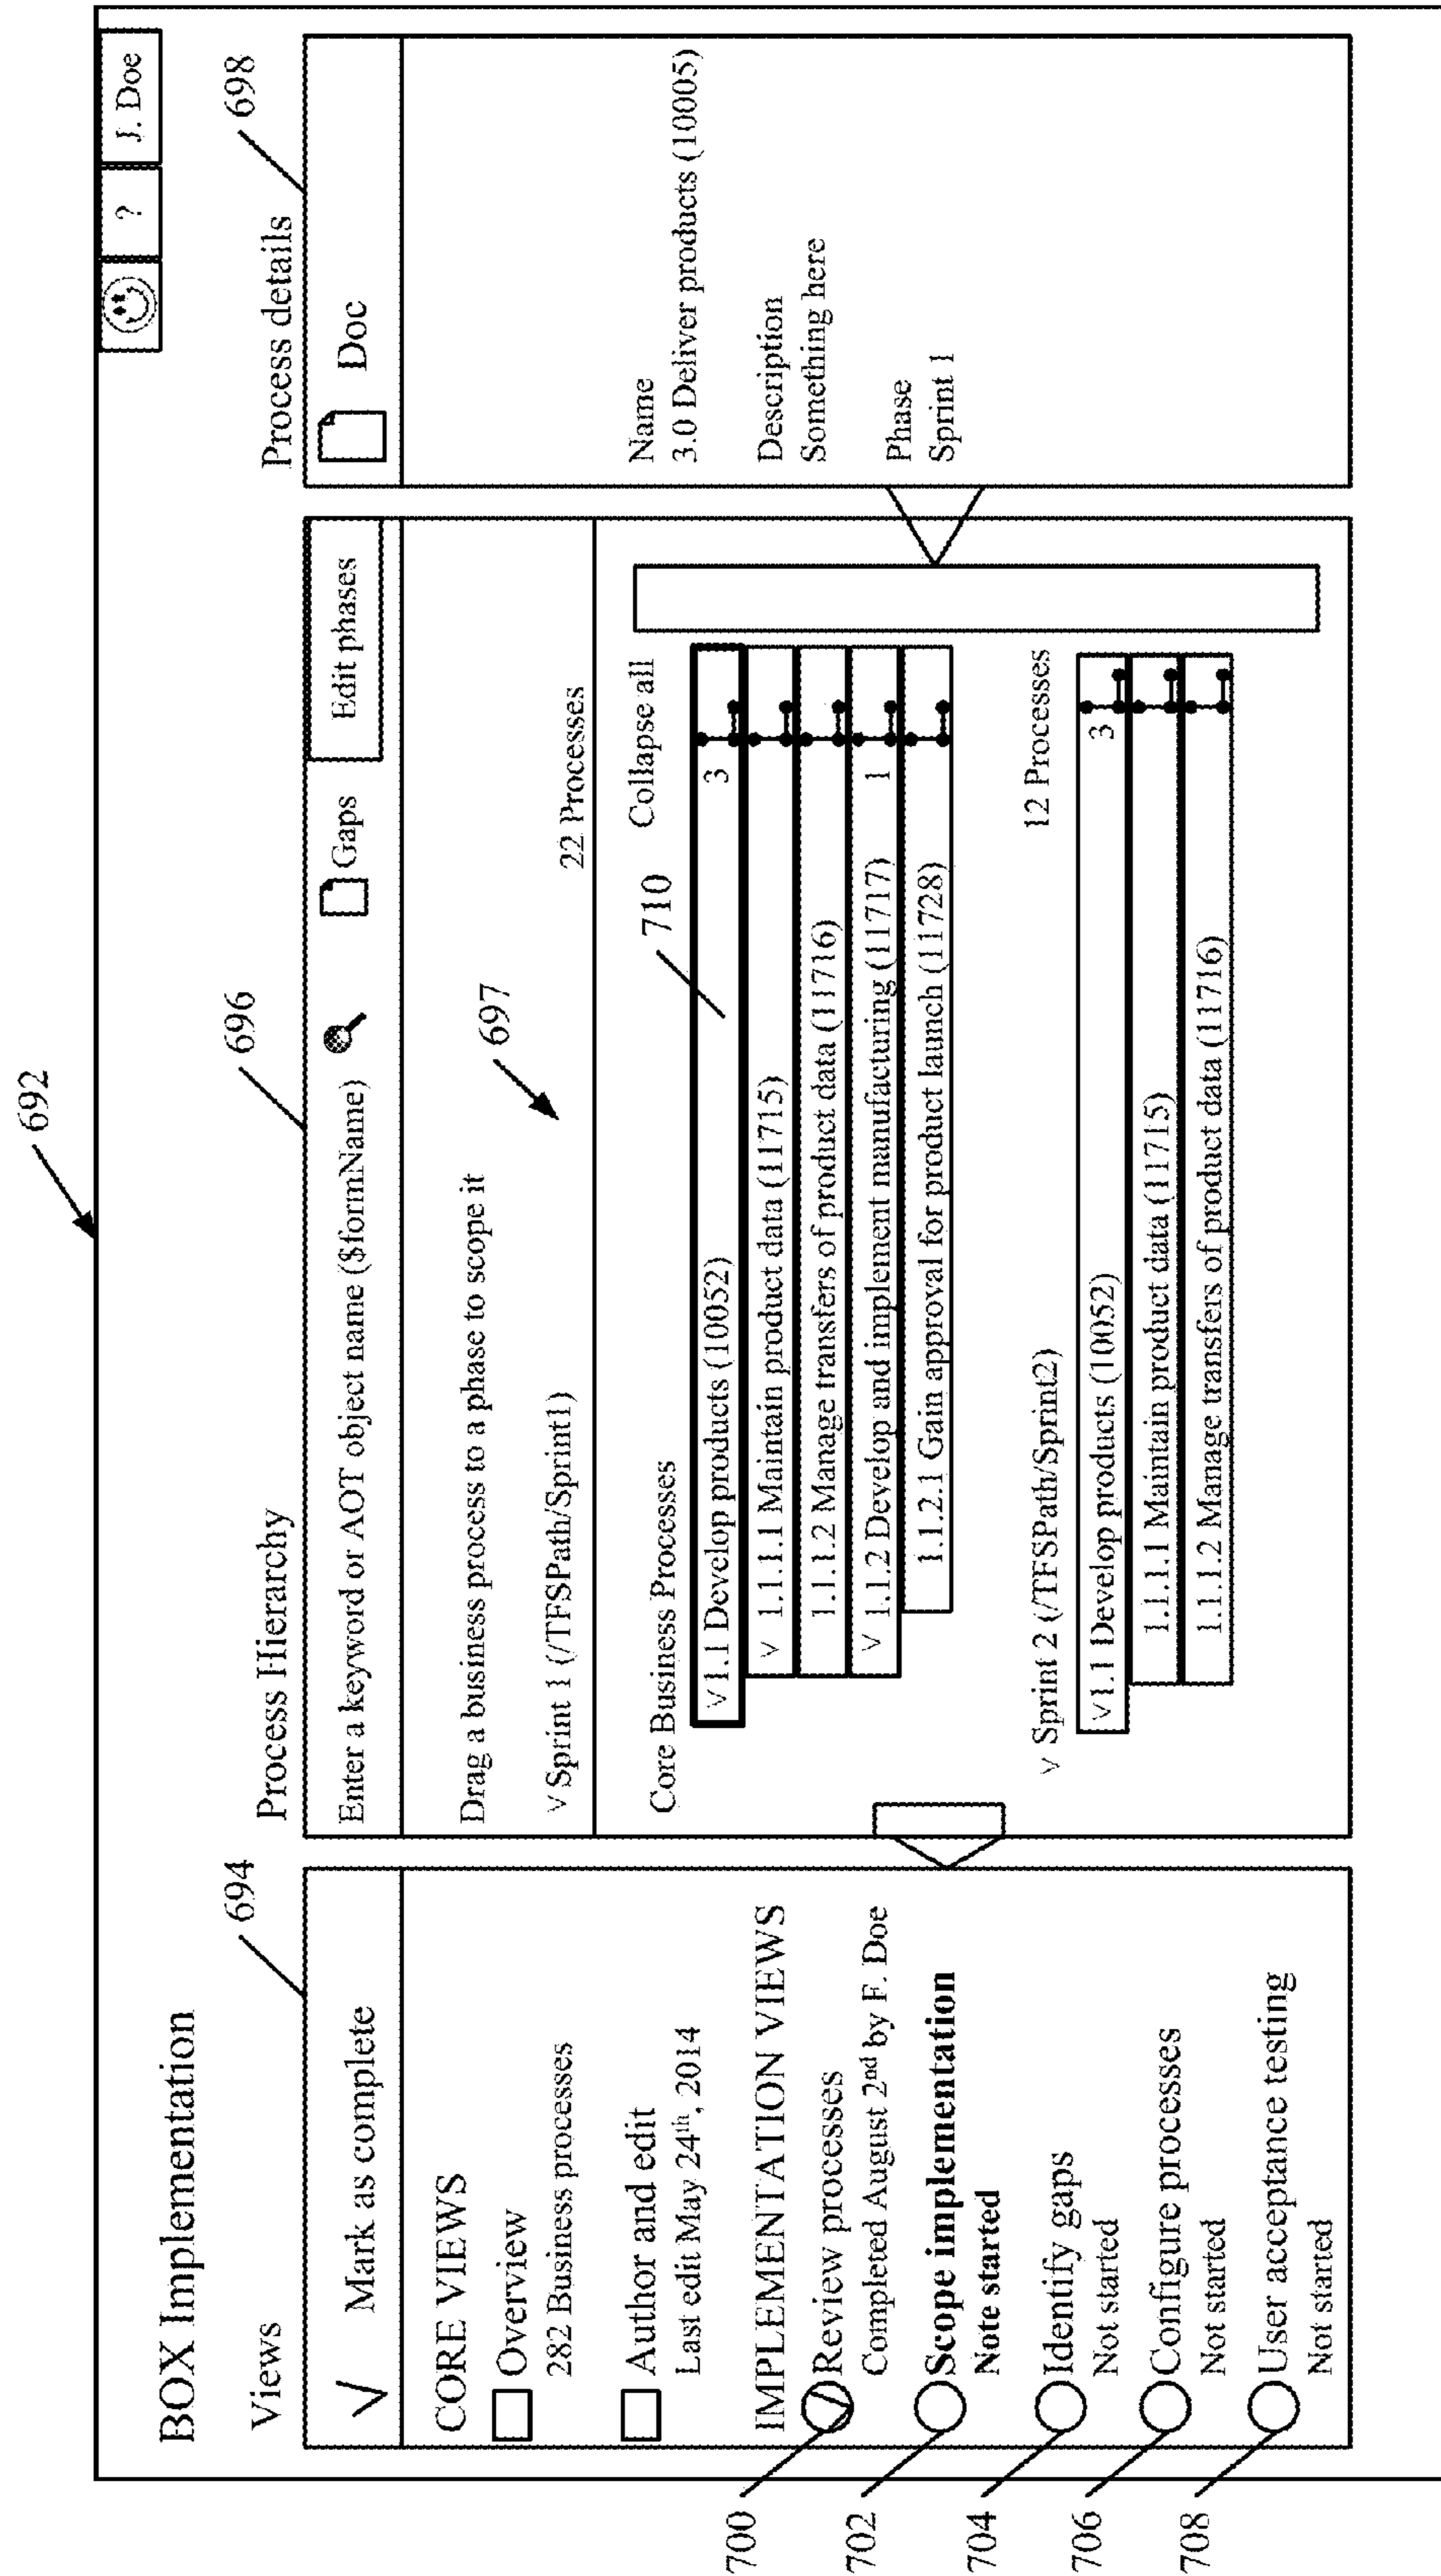 692
J. Doe
?
BOX Implementation
Views
694
Mark as complete
CORE VIEWS
Overview
282 Business processes
Author and edit
Last edit May 24th, 2014
IMPLEMENTATION VIEWS
700
Review processes
Completed August 2nd by F. Doe
702
Scope implementation
Note started
704
Identify gaps
Not started
706
Configure processes
Not started
708
User acceptance testing
Not started
Process Hierarchy
696
Enter a keyword or AOT object name ($formName)
Gaps
Edit phases
Drag a business process to a phase to scope it
697
v Sprint 1 (/TFSPath/Sprint1)
22 Processes
Core Business Processes
710
Collapse all
v1.1 Develop products (10052)
3
v 1.1.1.1 Maintain product data (11715)
1.1.1.2 Manage transfers of product data (11716)
v 1.1.2 Develop and implement manufacturing (11717)
1
1.1.2.1 Gain approval for product launch (11728)
v Sprint 2 (/TFSPath/Sprint2)
12 Processes
v1.1 Develop products (10052)
3
1.1.1.1 Maintain product data (11715)
1.1.1.2 Manage transfers of product data (11716)
Process details
698
Doc
Name
3.0 Deliver products (10005)
Description
Something here
Phase
Sprint 1